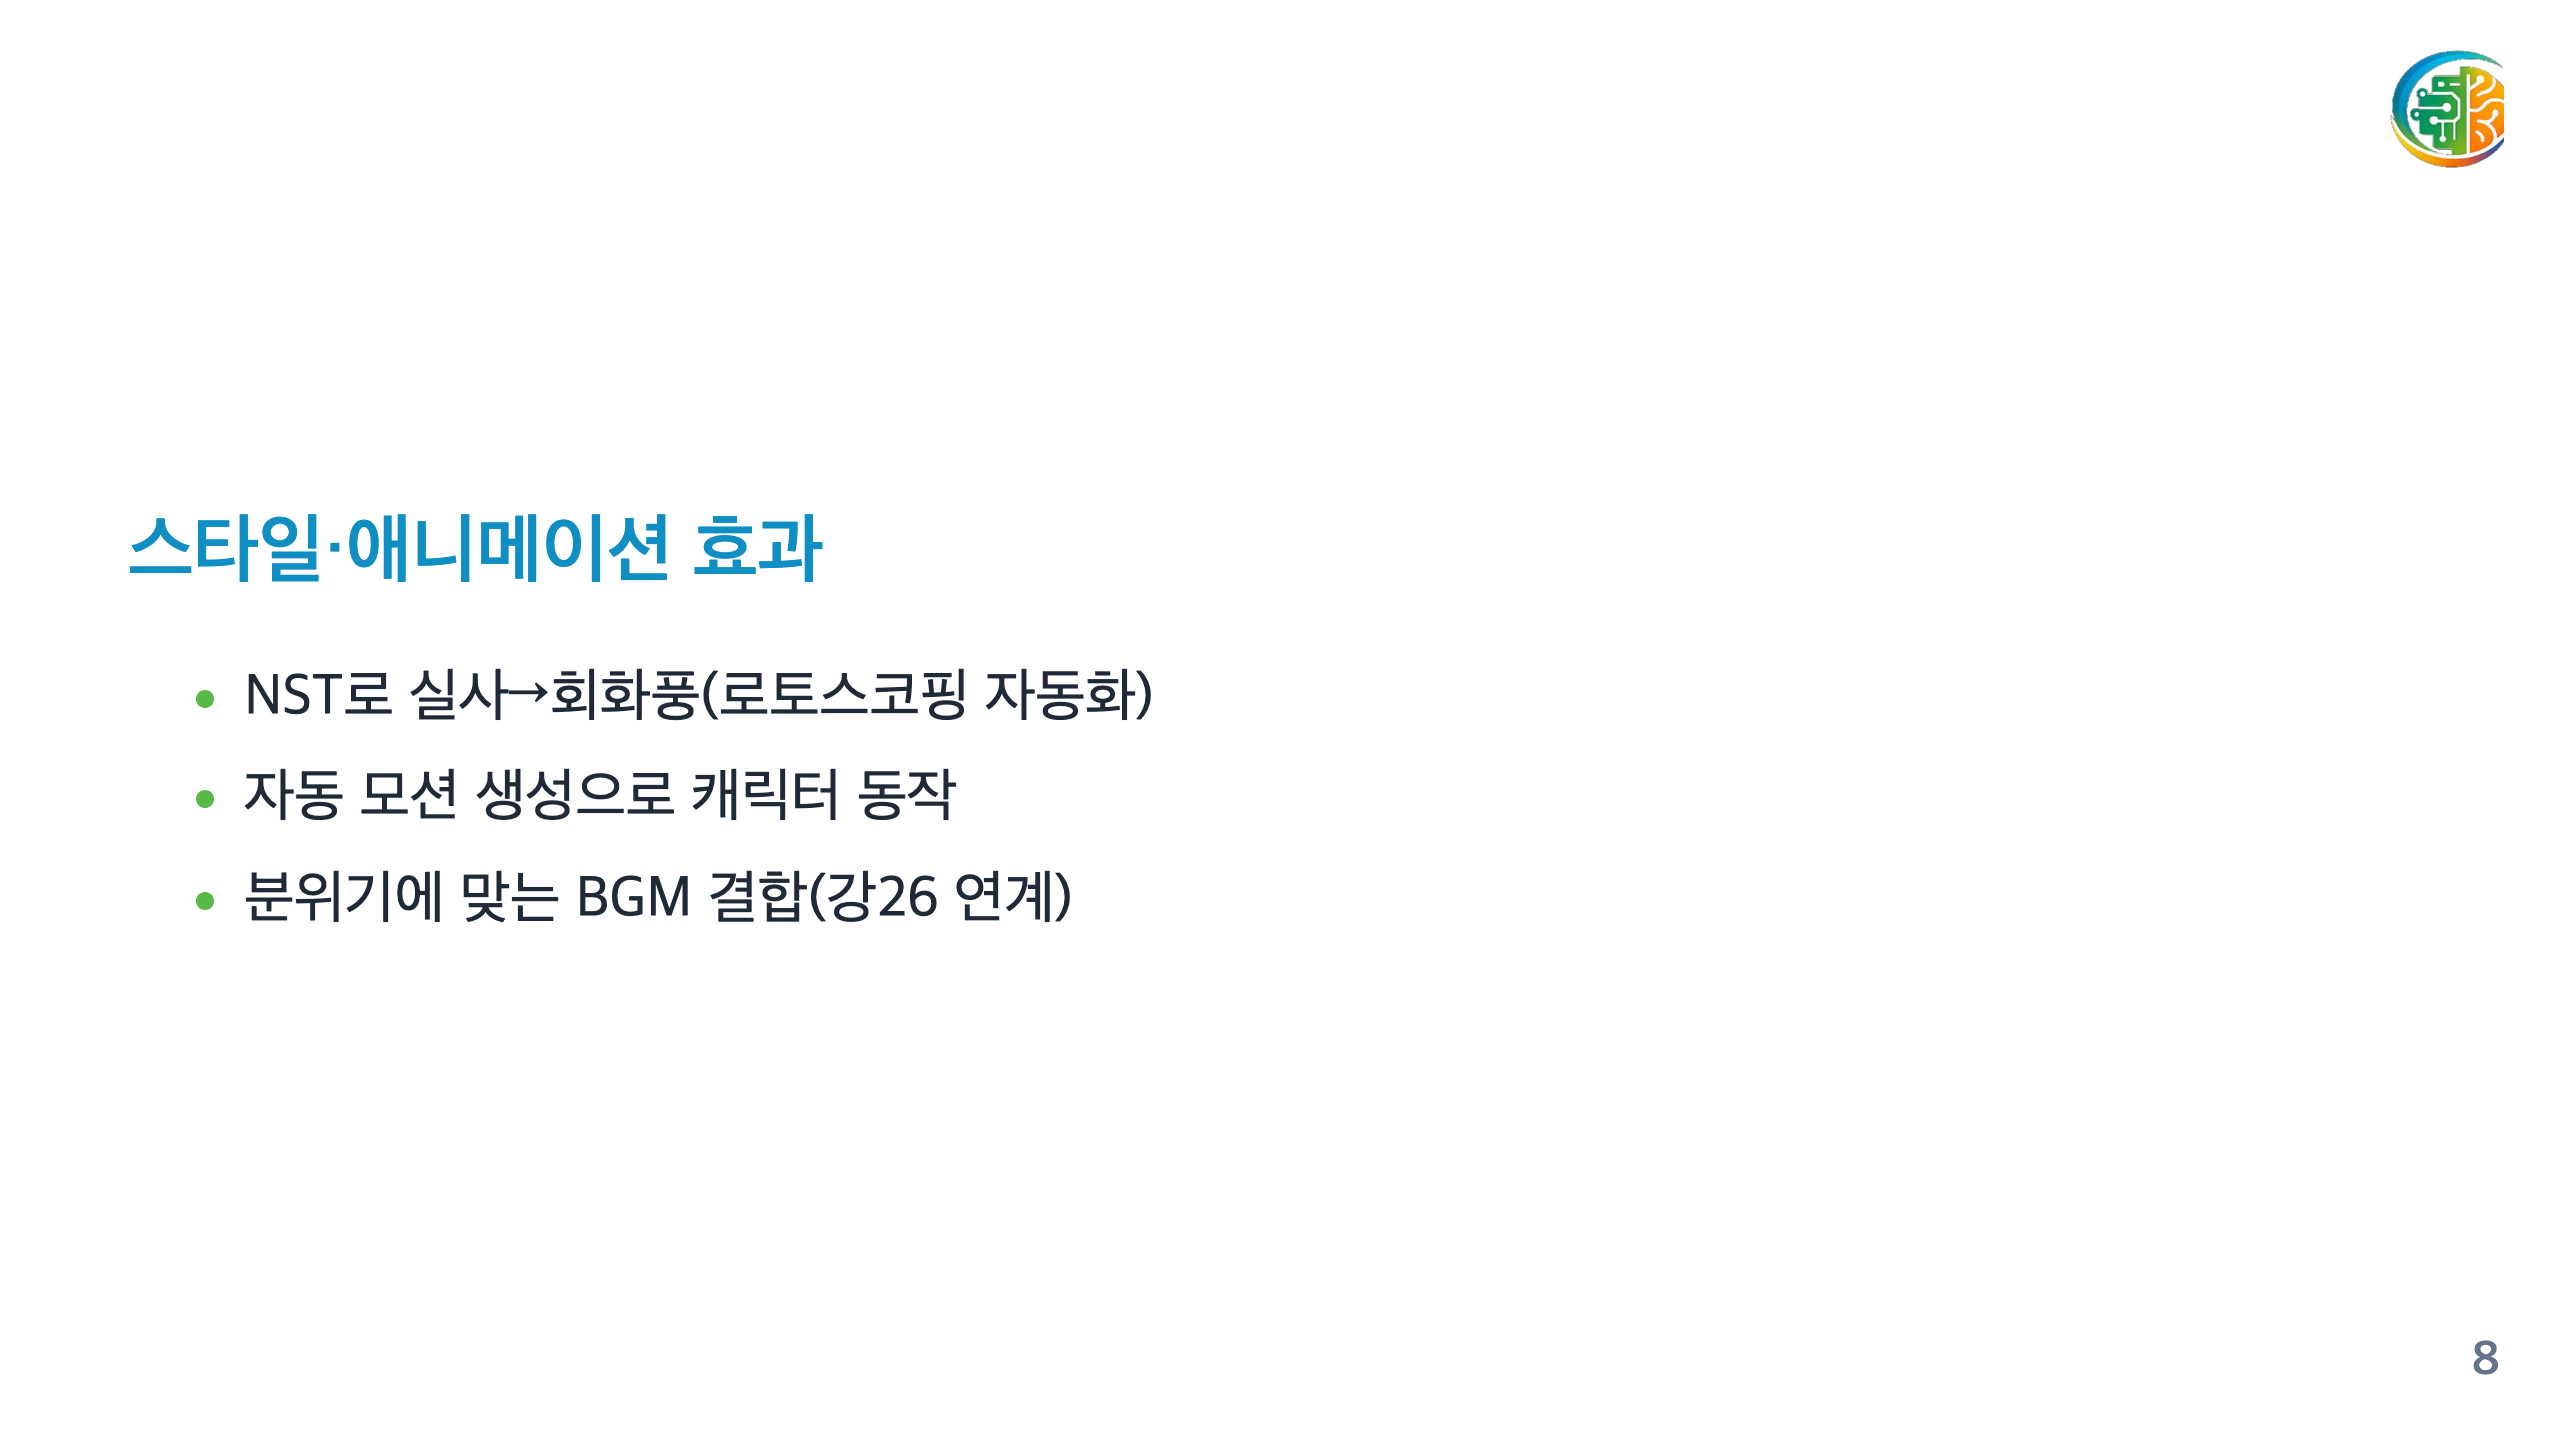 스타일·애니메이션 효과
• NST로 실사→회화풍(로토스코핑 자동화)
• 자동 모션 생성으로 캐릭터 동작
• 분위기에 맞는 BGM 결합(강26 연계)
8